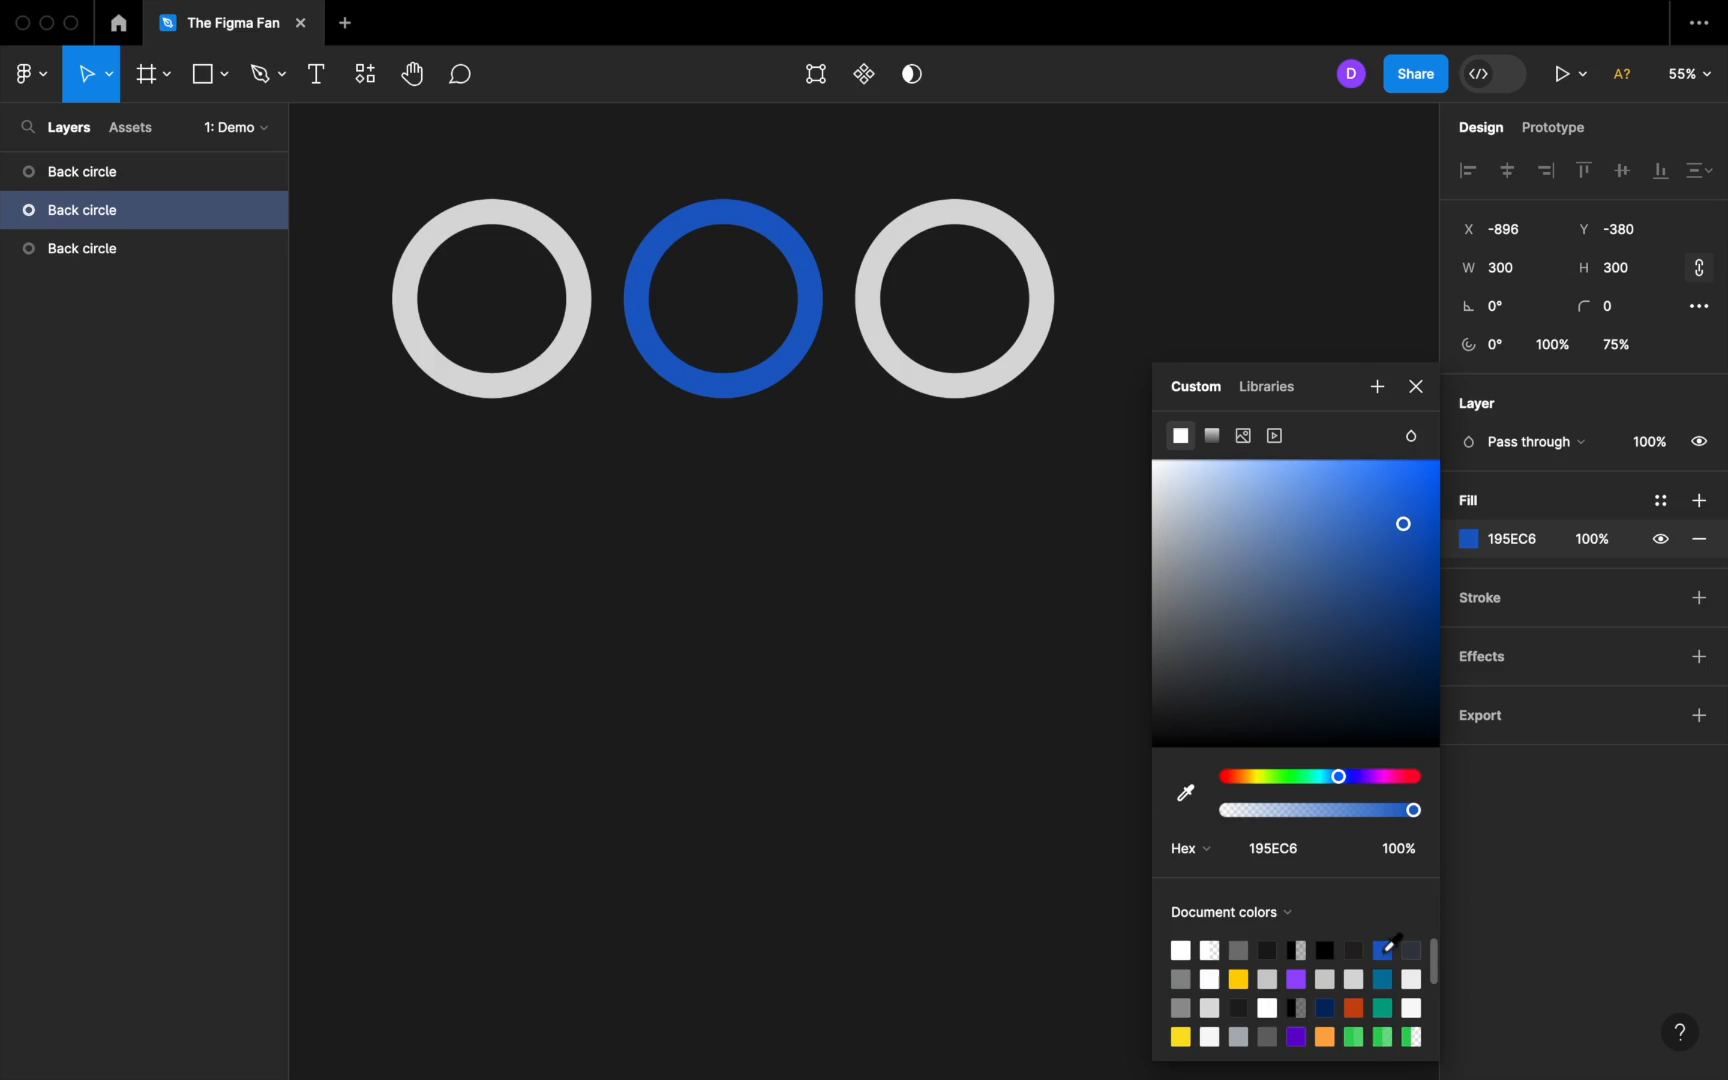 The Figma Fan
D
Share
A?
55%
Layers
Assets
1: Demo
Back circle
Back circle
Back circle
Design
Prototype
X -896
Y -380
W 300
H 300
0°
0
0°
100%
75%
Layer
Pass through
100%
Fill
195EC6
100%
Stroke
Effects
Export
Custom
Libraries
Hex
195EC6
100%
Document colors
?